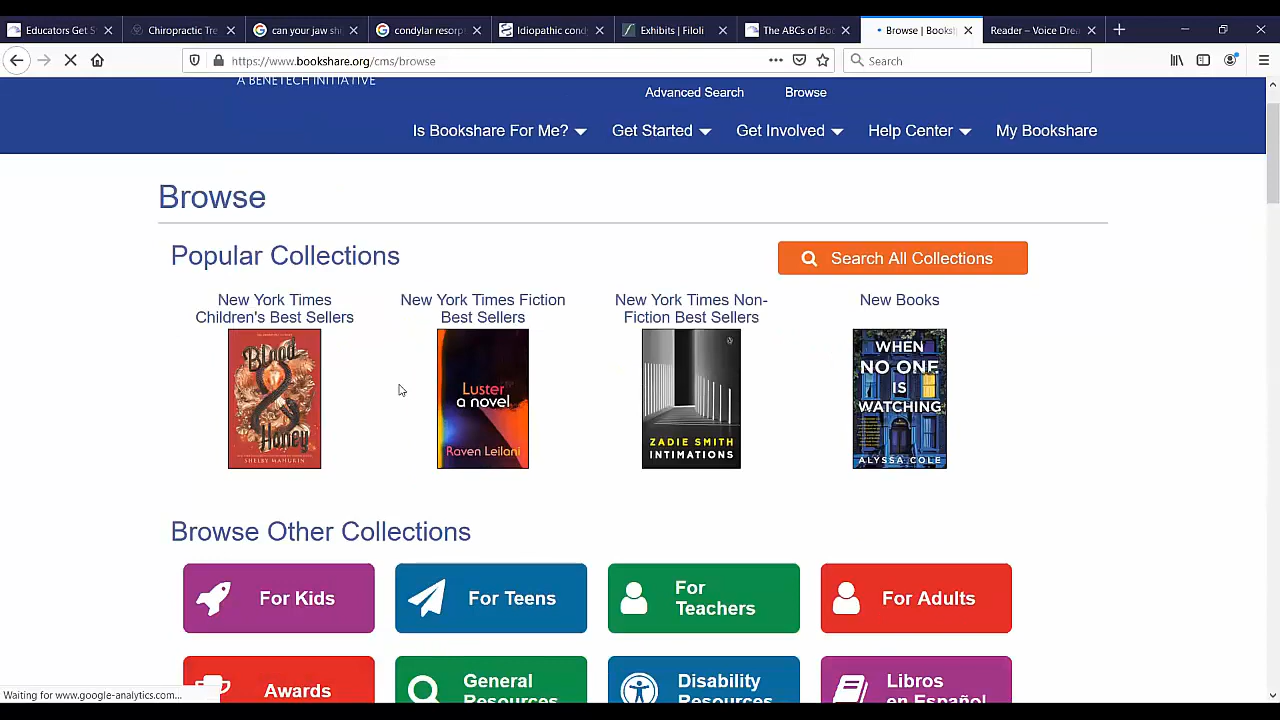 Educators Get S
Chiropractic Tre
can your jaw sh
condylar resorp
Idiopathic cond
Exhibits | Filoli
The ABCs of Boo
Browse | Booksh
Reader – Voice Drea
https://www.bookshare.org/cms/browse
Search
A BENETECH INITIATIVE
Advanced Search
Browse
Is Bookshare For Me?
Get Started
Get Involved
Help Center
My Bookshare
Browse
Popular Collections
Search All Collections
New York Times
Children's Best Sellers
New York Times Fiction
Best Sellers
New York Times Non-
Fiction Best Sellers
New Books
Blood
Honey
SHELBY MAHURIN
Luster
a novel
Raven Leilani
ZADIE SMITH
INTIMATIONS
WHEN
NO ONE
IS
WATCHING
ALYSSA COLE
Browse Other Collections
For Kids
For Teens
For
Teachers
For Adults
Awards
General
Resources
Disability
Resources
Libros
en Español
Waiting for www.google-analytics.com...